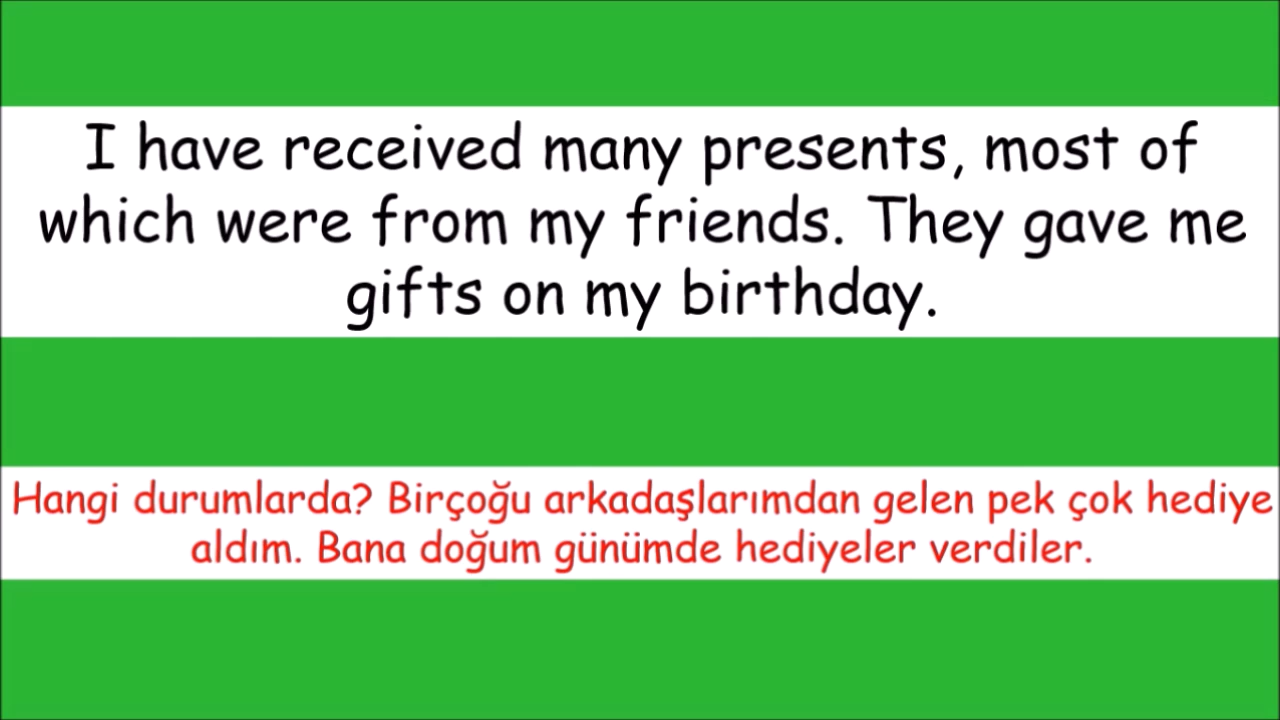 I have received many presents, most of
which were from my friends. They gave me
gifts on my birthday.
Hangi durumlarda? Birçoğu arkadaşlarımdan gelen pek çok hediye
aldım. Bana doğum günümde hediyeler verdiler.